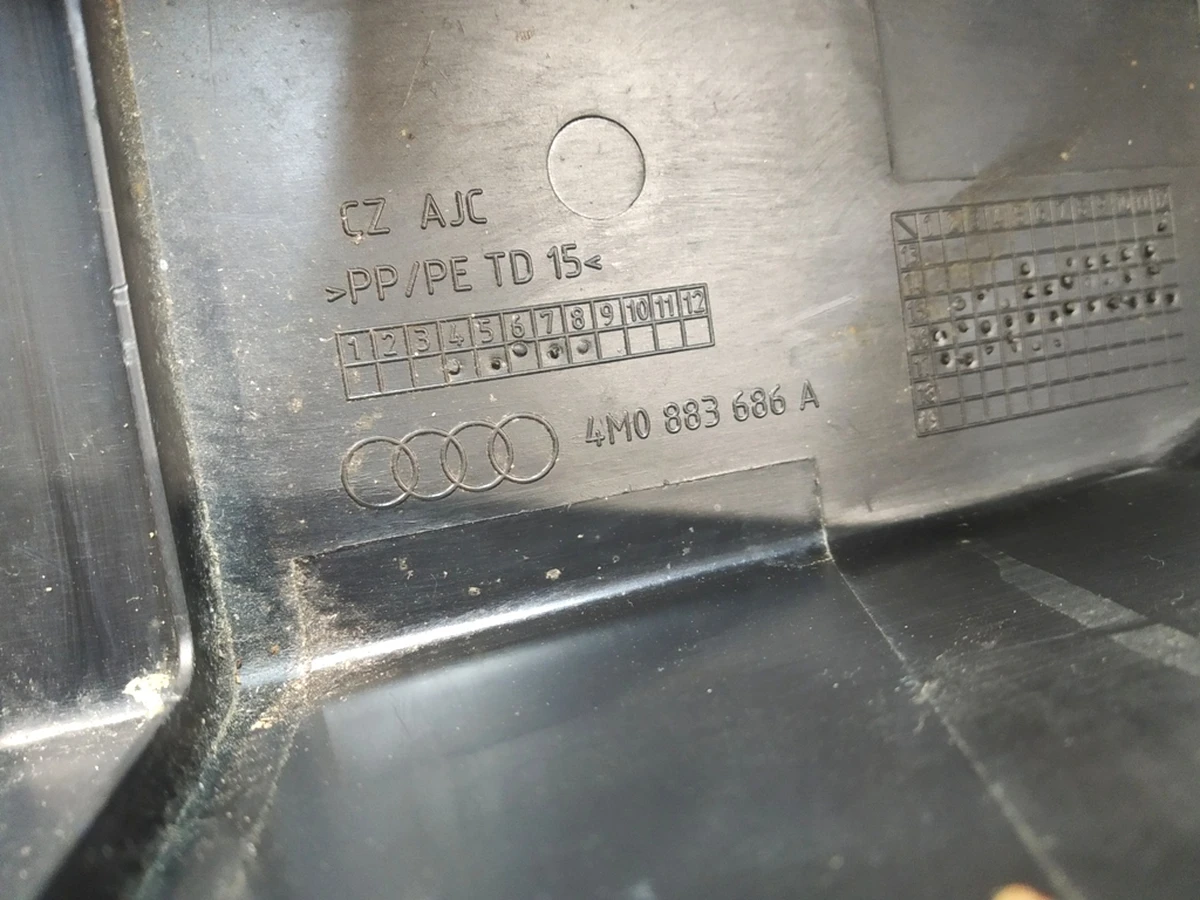 CZ AJC
>PP/PE TD 15<
1 2 3 4 5 6 7 8 9 10 11 12
4M0 883 686 A